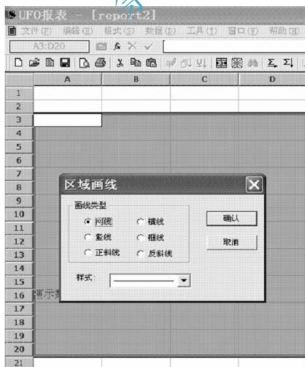 UFO报表 - [report2]
文件(F) 编辑(E) 格式(S) 数据(D) 工具(T) 窗口(W) 帮助(H)
A3:D20
A B C D
1
2
3
4
5
6
7
8
9
10
11
12
13
14
15
16
17
18
19
20
21
区域画线
画线类型
网线 横线
竖线 框线
正斜线 反斜线
样式:
确认
取消